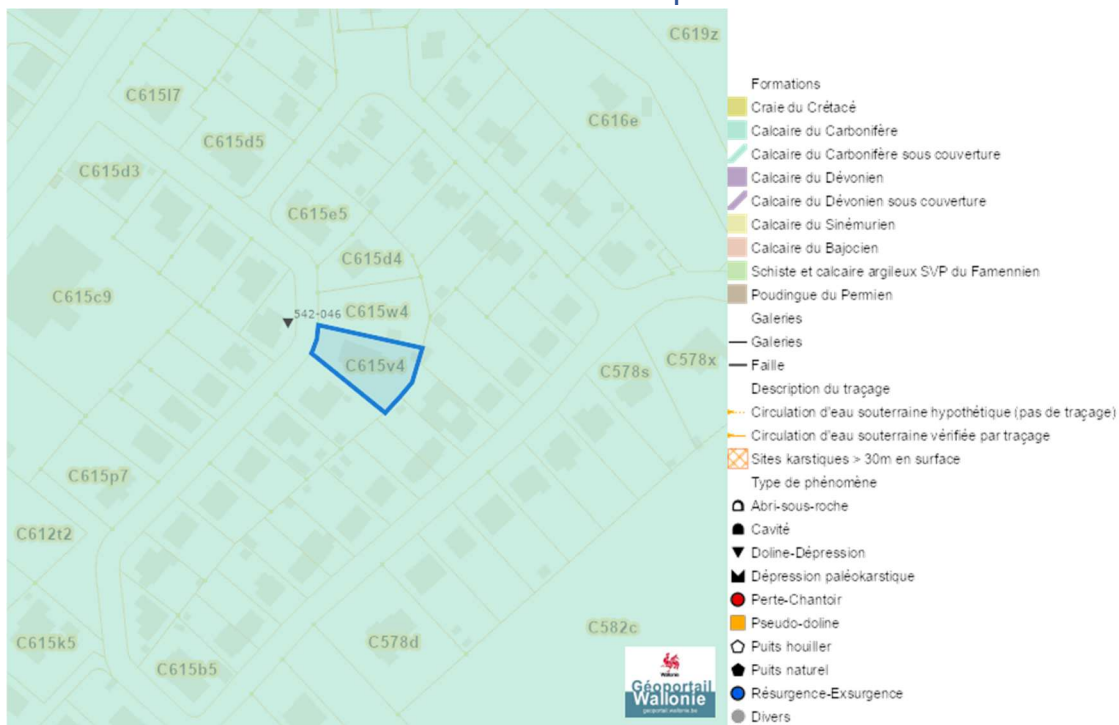 C619z
C615l7
C616e
C615d5
C615d3
C615e5
C615d4
C615c9
542-046
C615w4
C615v4
C578s
C578x
C615p7
C612t2
C615k5
C578d
C582c
C615b5
Wallonie
Géoportail
Wallonie
geoportail.wallonie.be
Formations
Craie du Crétacé
Calcaire du Carbonifère
Calcaire du Carbonifère sous couverture
Calcaire du Dévonien
Calcaire du Dévonien sous couverture
Calcaire du Sinémurien
Calcaire du Bajocien
Schiste et calcaire argileux SVP du Famennien
Poudingue du Permien
Galeries
Galeries
Faille
Description du traçage
Circulation d'eau souterraine hypothétique (pas de traçage)
Circulation d'eau souterraine vérifiée par traçage
Sites karstiques > 30m en surface
Type de phénomène
Abri-sous-roche
Cavité
Doline-Dépression
Dépression paléokarstique
Perte-Chantoir
Pseudo-doline
Puits houiller
Puits naturel
Résurgence-Exsurgence
Divers